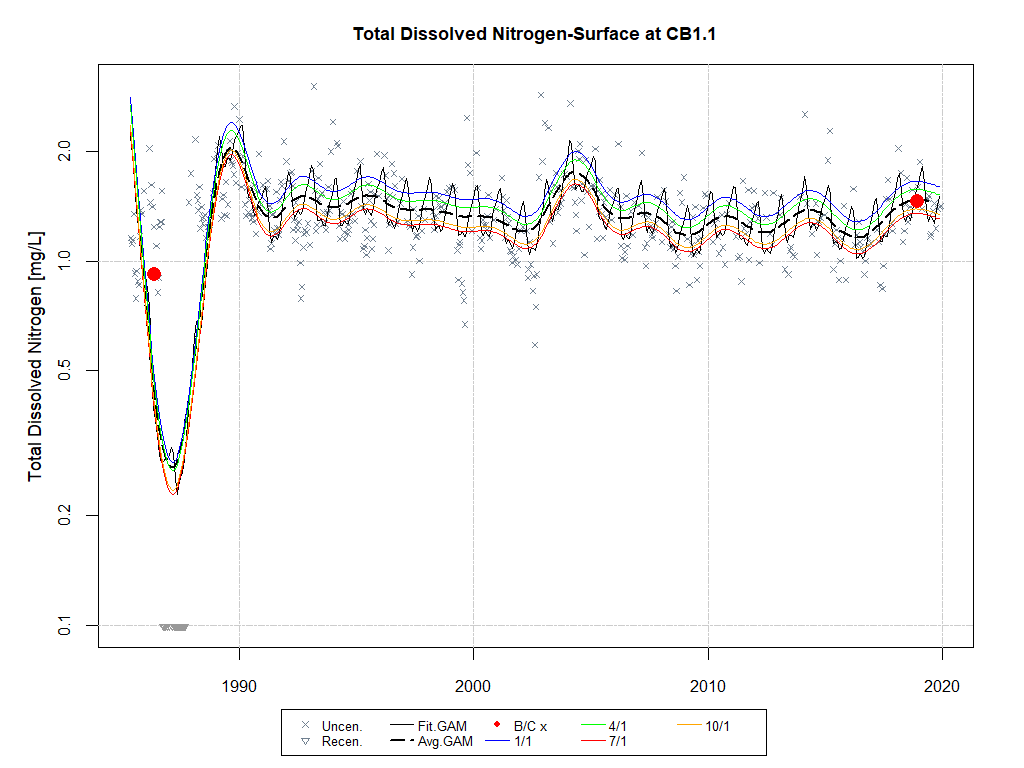 Total Dissolved Nitrogen-Surface at CB1.1
Total Dissolved Nitrogen [mg/L]
2.0
1.0
0.5
0.2
0.1
1990 2000 2010 2020
Uncen. Fit.GAM B/C x 4/1 10/1
Recen. Avg.GAM 1/1 7/1